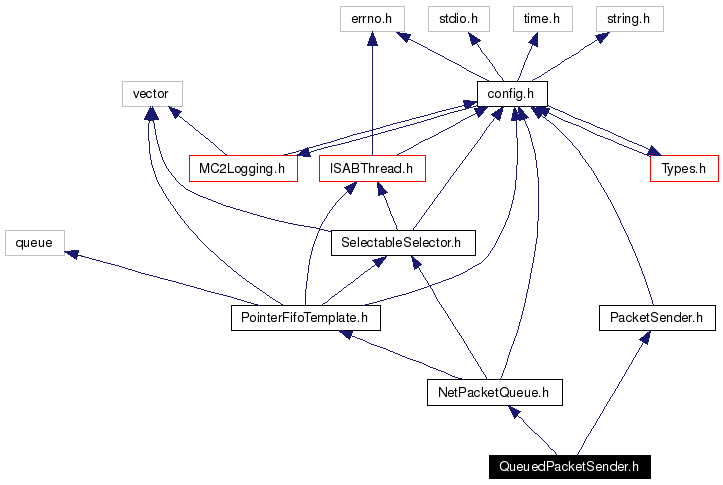 errno.h
stdio.h
time.h
string.h
vector
config.h
MC2Logging.h
ISABThread.h
Types.h
queue
SelectableSelector.h
PointerFifoTemplate.h
PacketSender.h
NetPacketQueue.h
QueuedPacketSender.h